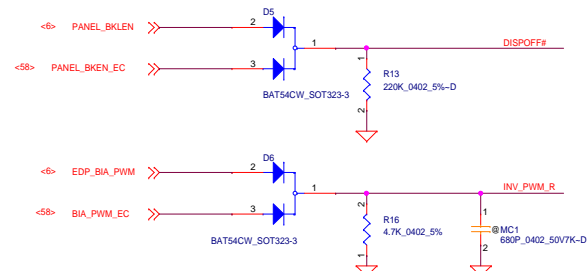 D5
<6> PANEL_BKLEN 2
1 DISPOFF#
<58> PANEL_BKEN_EC 3
1
R13
220K_0402_5%-D
BAT54CW_SOT323-3
2
D6
<6> EDP_BIA_PWM 2
1 INV_PWM_R
<58> BIA_PWM_EC 3
2
R16
4.7K_0402_5%
1
1
@MC1
680P_0402_50V7K-D
2
BAT54CW_SOT323-3